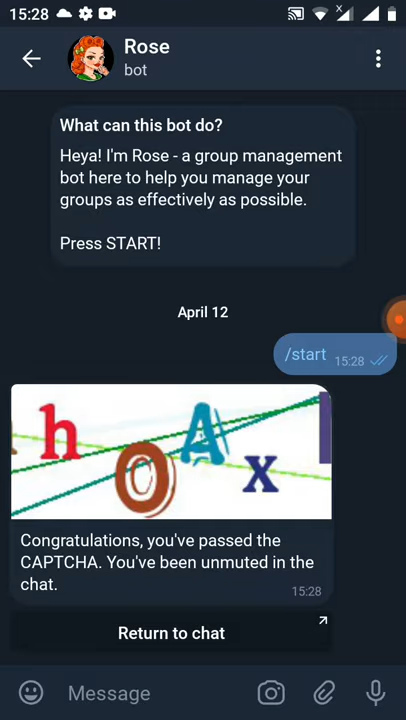 15:28
Rose
bot
What can this bot do?
Heya! I'm Rose - a group management
bot here to help you manage your
groups as effectively as possible.
Press START!
April 12
/start 15:28
h O A x
Congratulations, you've passed the
CAPTCHA. You've been unmuted in the
chat.
15:28
Return to chat
Message